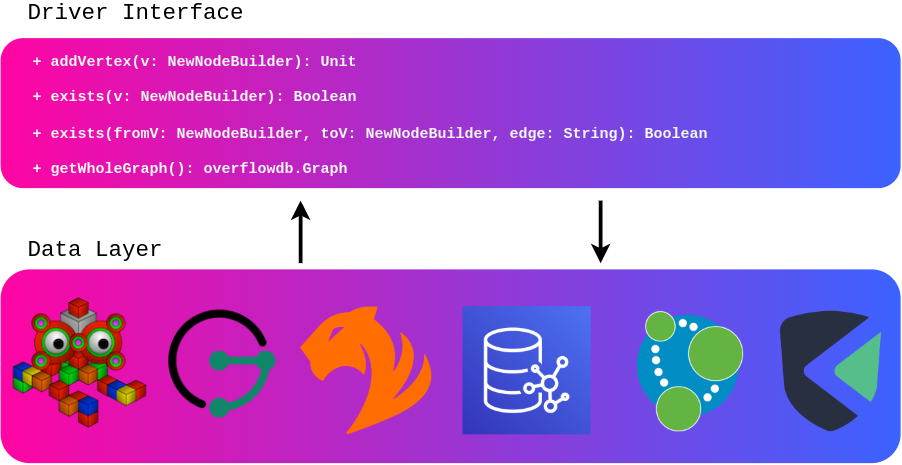 Driver Interface
+ addVertex(v: NewNodeBuilder): Unit
+ exists(v: NewNodeBuilder): Boolean
+ exists(fromV: NewNodeBuilder, toV: NewNodeBuilder, edge: String): Boolean
+ getWholeGraph(): overflowdb.Graph
Data Layer